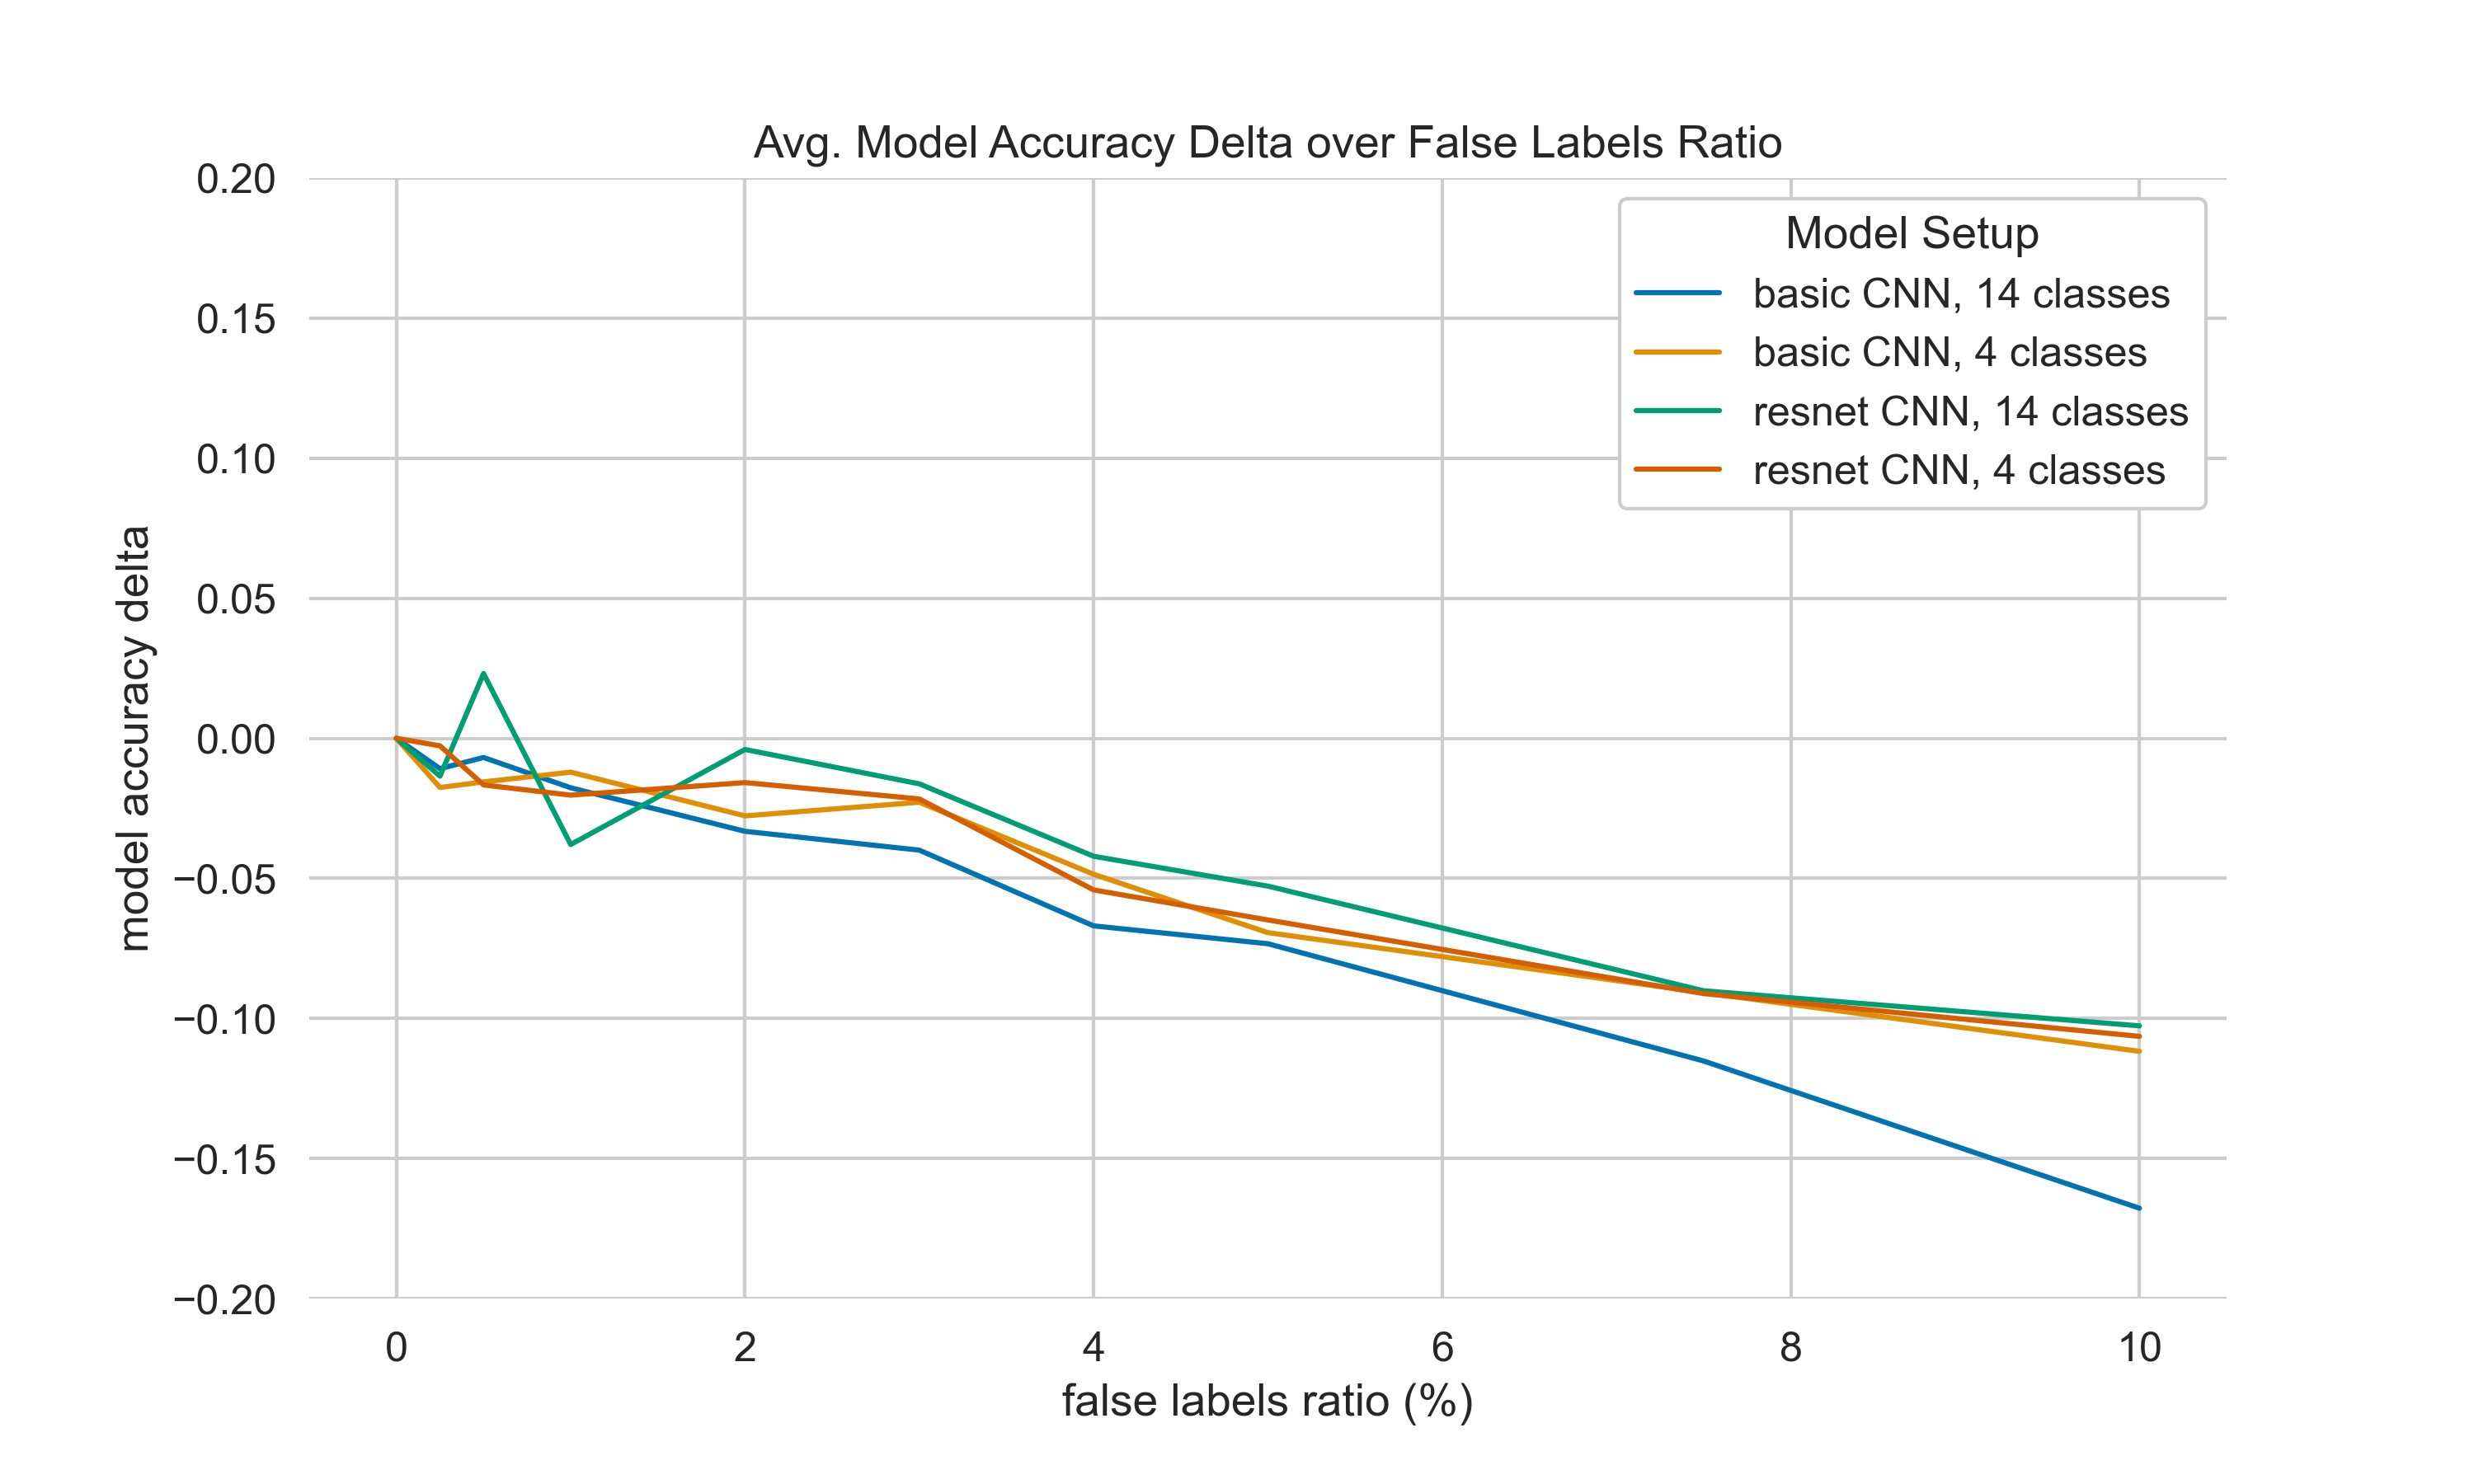 Avg. Model Accuracy Delta over False Labels Ratio
Model Setup
basic CNN, 14 classes
basic CNN, 4 classes
resnet CNN, 14 classes
resnet CNN, 4 classes
model accuracy delta
0.20
0.15
0.10
0.05
0.00
−0.05
−0.10
−0.15
−0.20
0 2 4 6 8 10
false labels ratio (%)